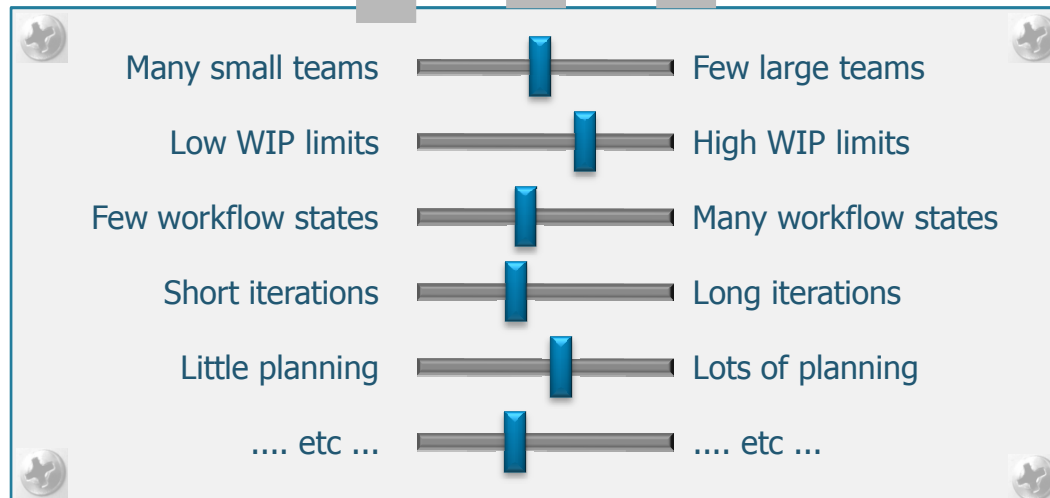 Many small teams Few large teams
Low WIP limits High WIP limits
Few workflow states Many workflow states
Short iterations Long iterations
Little planning Lots of planning
.... etc ... .... etc ...